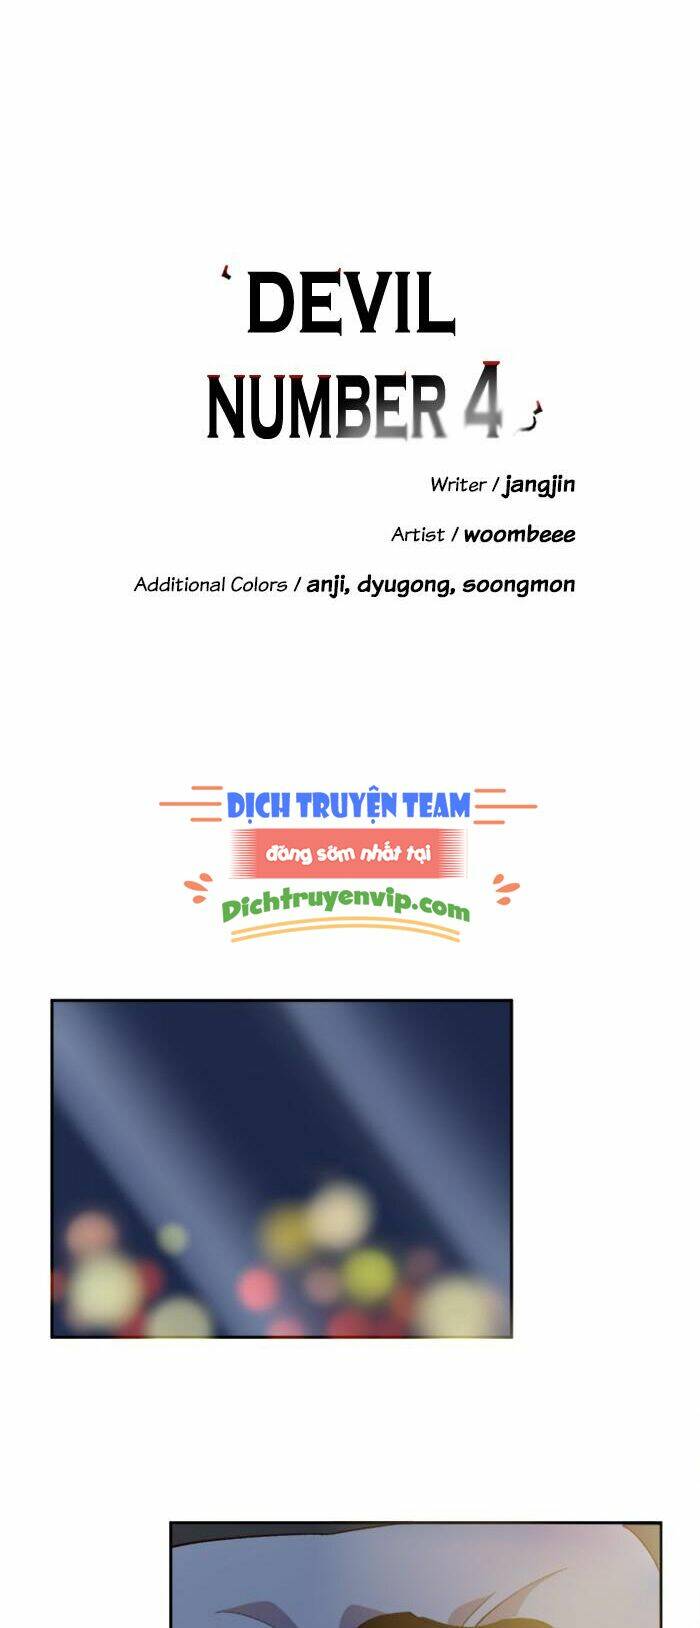 DEVIL
NUMBER 4
Writer / jangjin
Artist / woombeee
Additional Colors / anji, dyugong, soongmon
DỊCH TRUYỆN TEAM
đăng sớm nhất tại
Dichtruyenvip.com